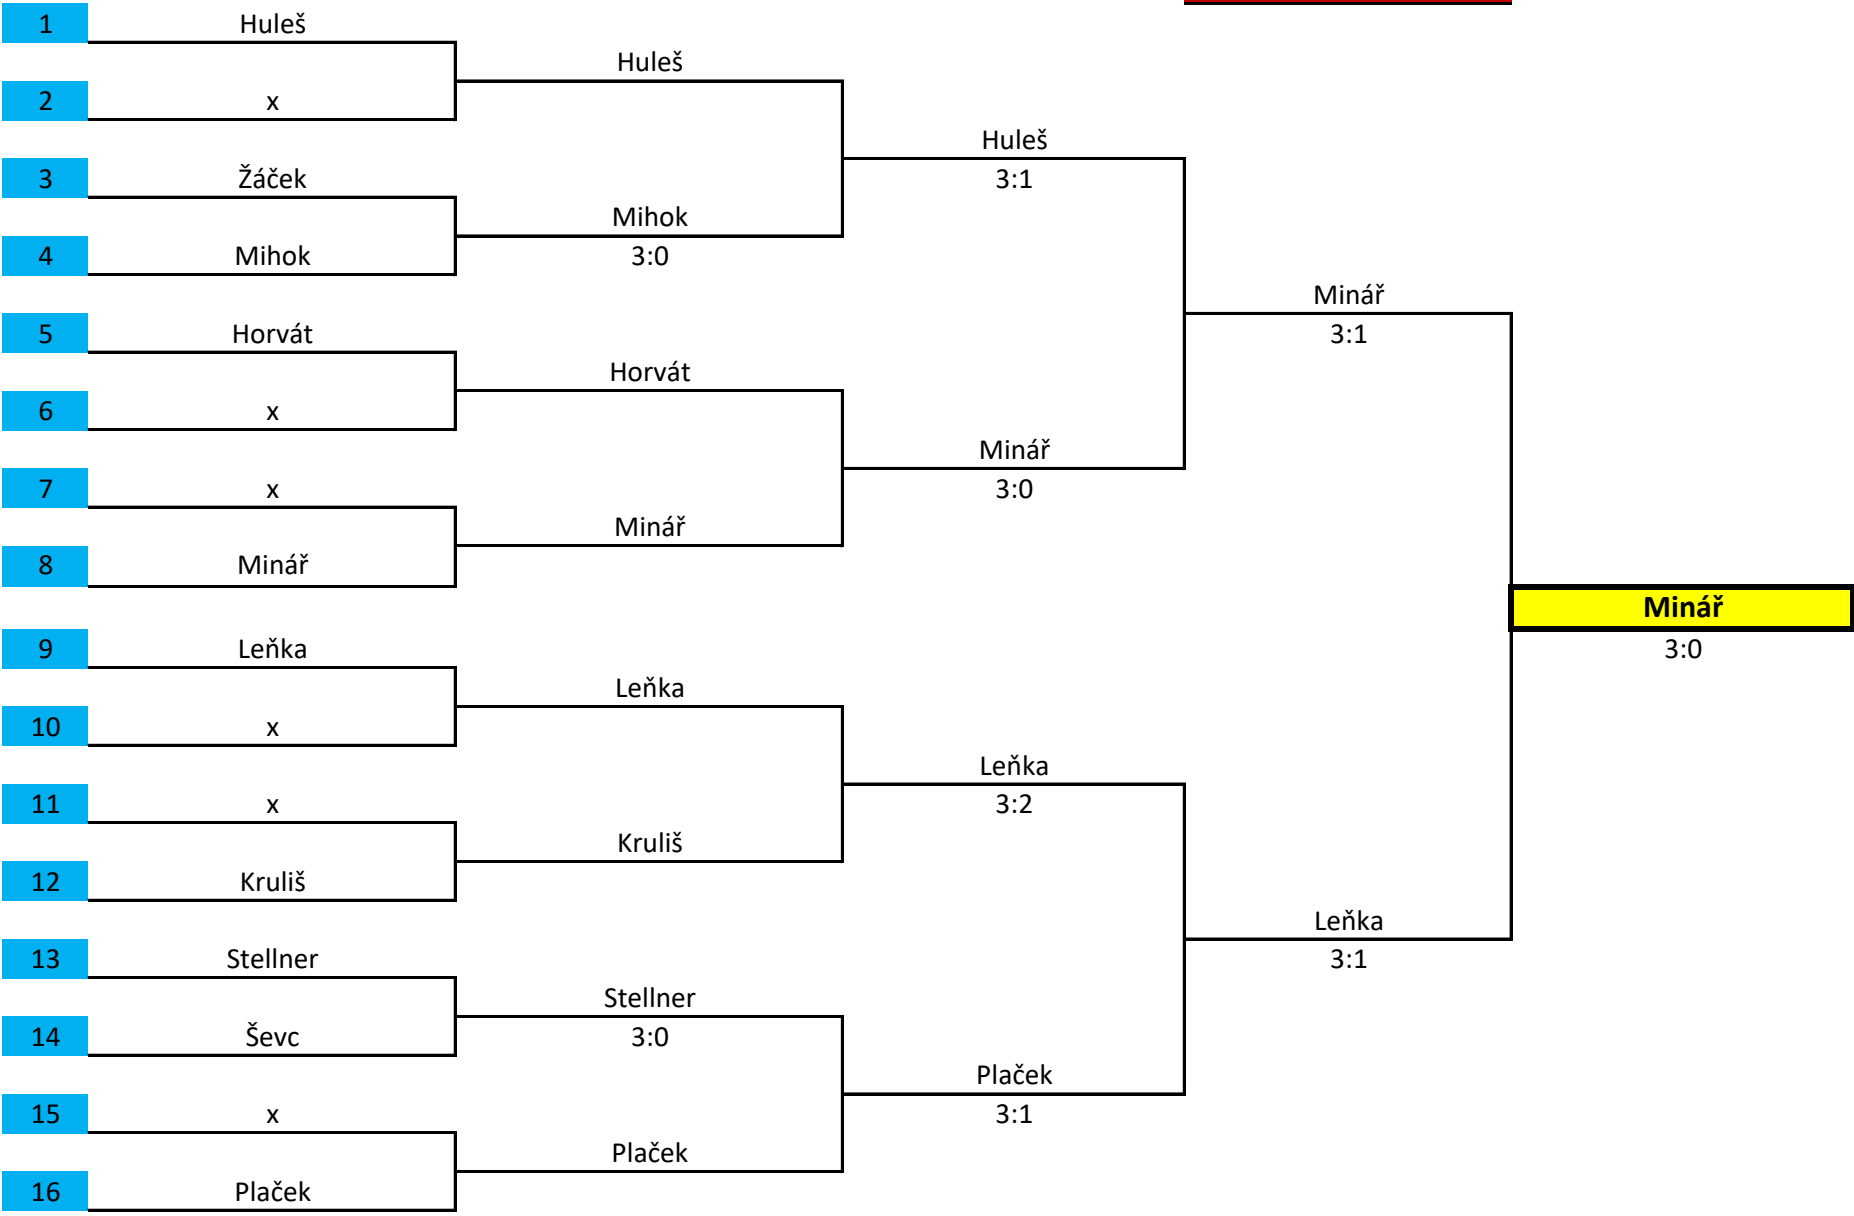 1 Huleš
Huleš
2 x
Huleš
3 Žáček
3:1
Mihok
4 Mihok
3:0
Minář
5 Horvát
3:1
Horvát
6 x
Minář
7 x
3:0
Minář
8 Minář
Minář
9 Leňka
3:0
Leňka
10 x
Leňka
11 x
3:2
Kruliš
12 Kruliš
Leňka
13 Stellner
3:1
Stellner
14 Ševc
3:0
Plaček
15 x
3:1
Plaček
16 Plaček